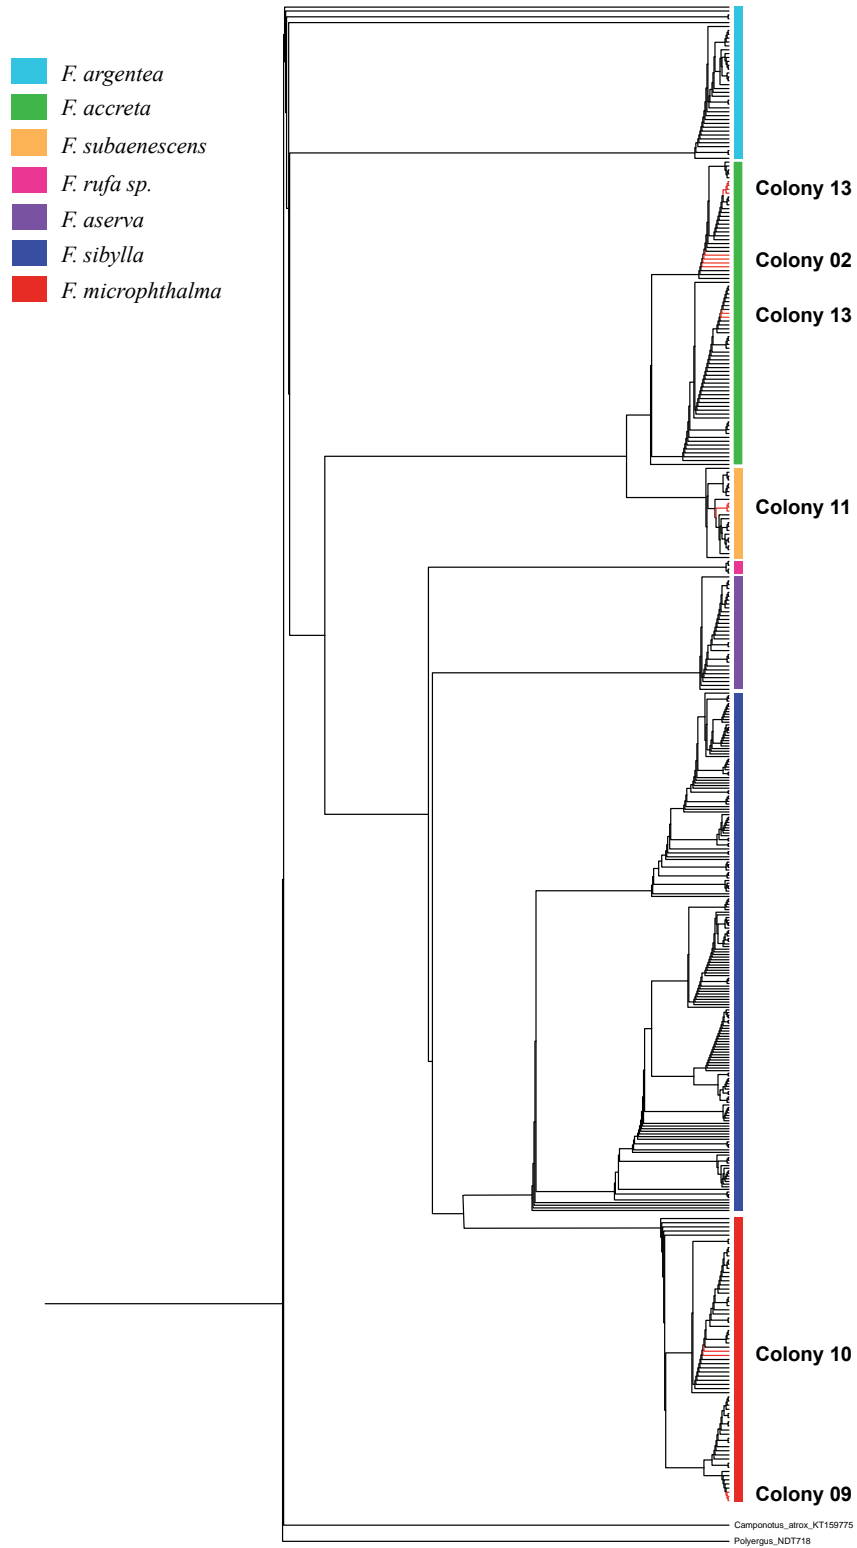 F. argentea
F. accreta
F. subaenescens
F. rufa sp.
F. aserva
F. sibylla
F. microphthalma
Colony 13
Colony 02
Colony 13
Colony 11
Colony 10
Colony 09
Camponotus_atrox_KT159775
Polyergus_NDT718